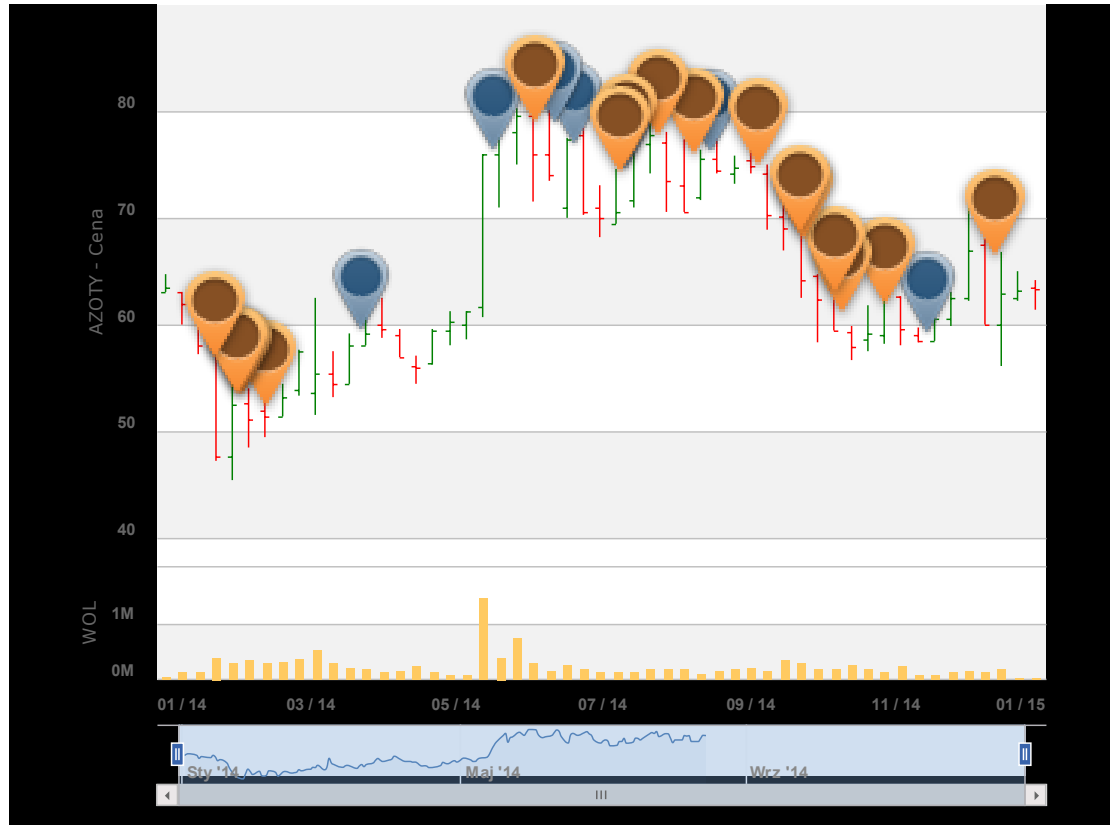 80
70
AZOTY - Cena
60
50
40
WOL
1M
0M
01 / 14 03 / 14 05 / 14 07 / 14 09 / 14 11 / 14 01 / 15
Sty '14 Maj '14 Wrz '14